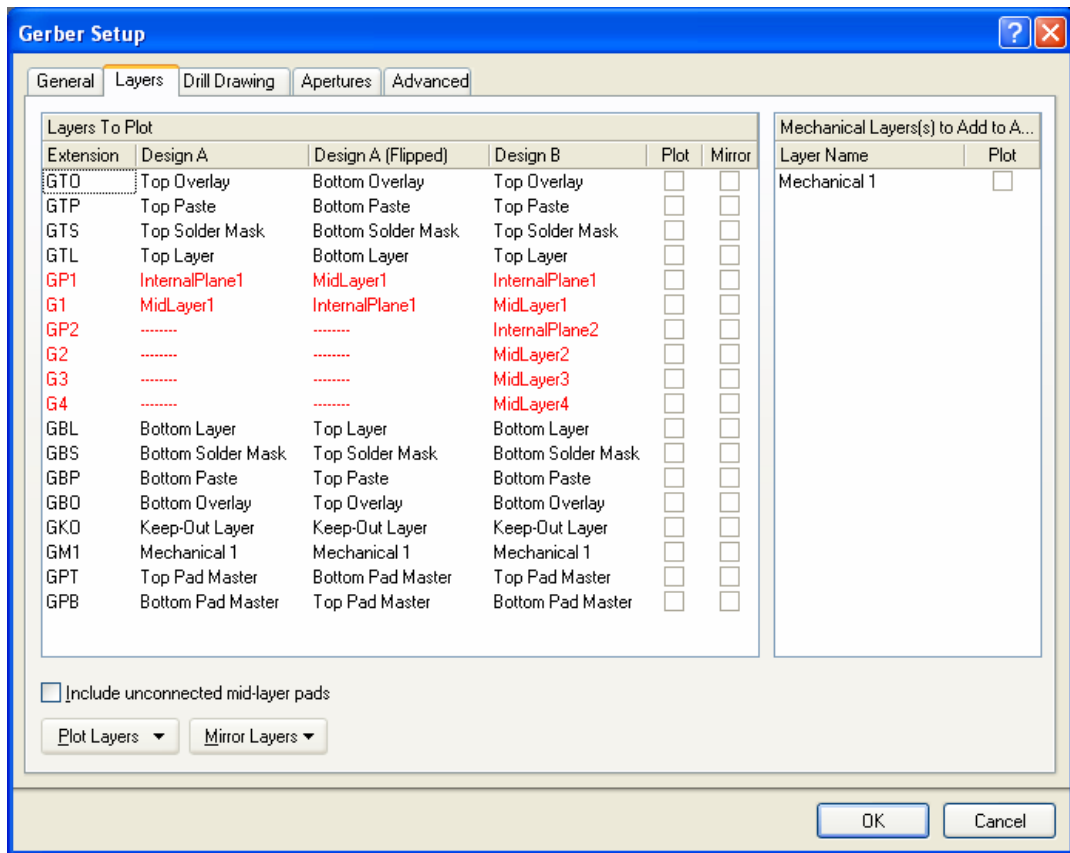 Gerber Setup
General Layers Drill Drawing Apertures Advanced
Layers To Plot
Extension Design A Design A (Flipped) Design B Plot Mirror
GTO Top Overlay Bottom Overlay Top Overlay
GTP Top Paste Bottom Paste Top Paste
GTS Top Solder Mask Bottom Solder Mask Top Solder Mask
GTL Top Layer Bottom Layer Top Layer
GP1 InternalPlane1 MidLayer1 InternalPlane1
G1 MidLayer1 InternalPlane1 MidLayer1
GP2 -------- -------- InternalPlane2
G2 -------- -------- MidLayer2
G3 -------- -------- MidLayer3
G4 -------- -------- MidLayer4
GBL Bottom Layer Top Layer Bottom Layer
GBS Bottom Solder Mask Top Solder Mask Bottom Solder Mask
GBP Bottom Paste Top Paste Bottom Paste
GBO Bottom Overlay Top Overlay Bottom Overlay
GKO Keep-Out Layer Keep-Out Layer Keep-Out Layer
GM1 Mechanical 1 Mechanical 1 Mechanical 1
GPT Top Pad Master Bottom Pad Master Top Pad Master
GPB Bottom Pad Master Top Pad Master Bottom Pad Master
Mechanical Layers(s) to Add to A...
Layer Name Plot
Mechanical 1
Include unconnected mid-layer pads
Plot Layers Mirror Layers
OK Cancel